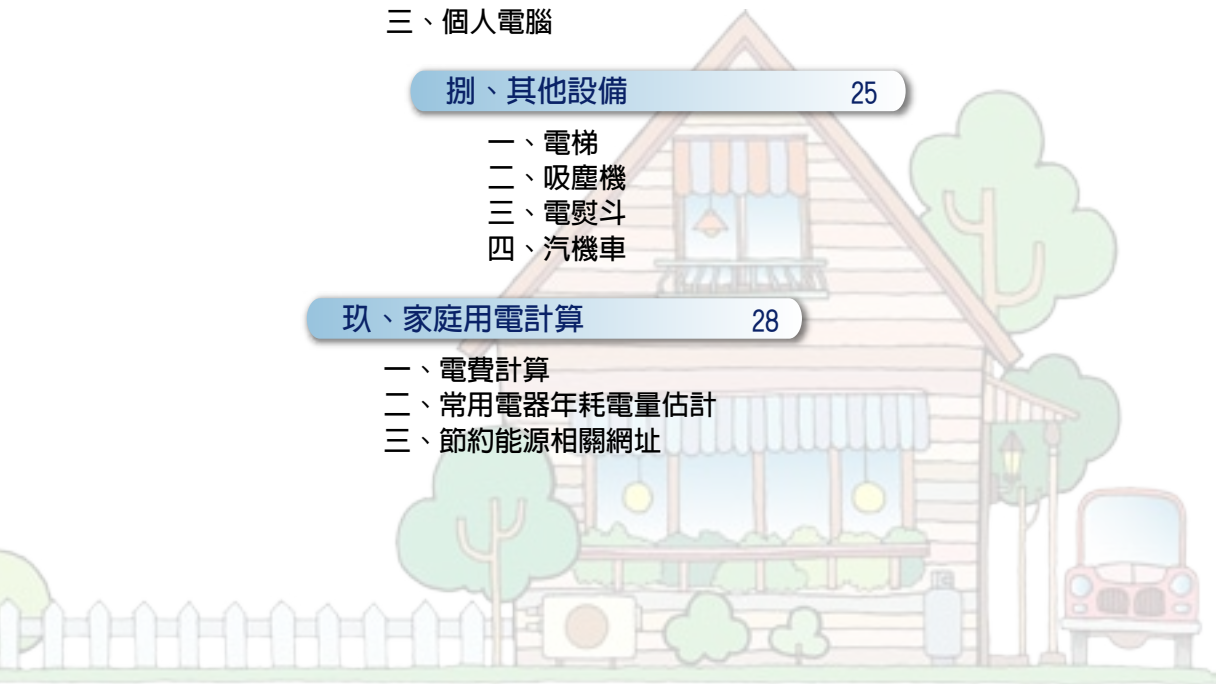 三、個人電腦
捌、其他設備 25
一、電梯
二、吸塵機
三、電熨斗
四、汽機車
玖、家庭用電計算 28
一、電費計算
二、常用電器年耗電量估計
三、節約能源相關網址